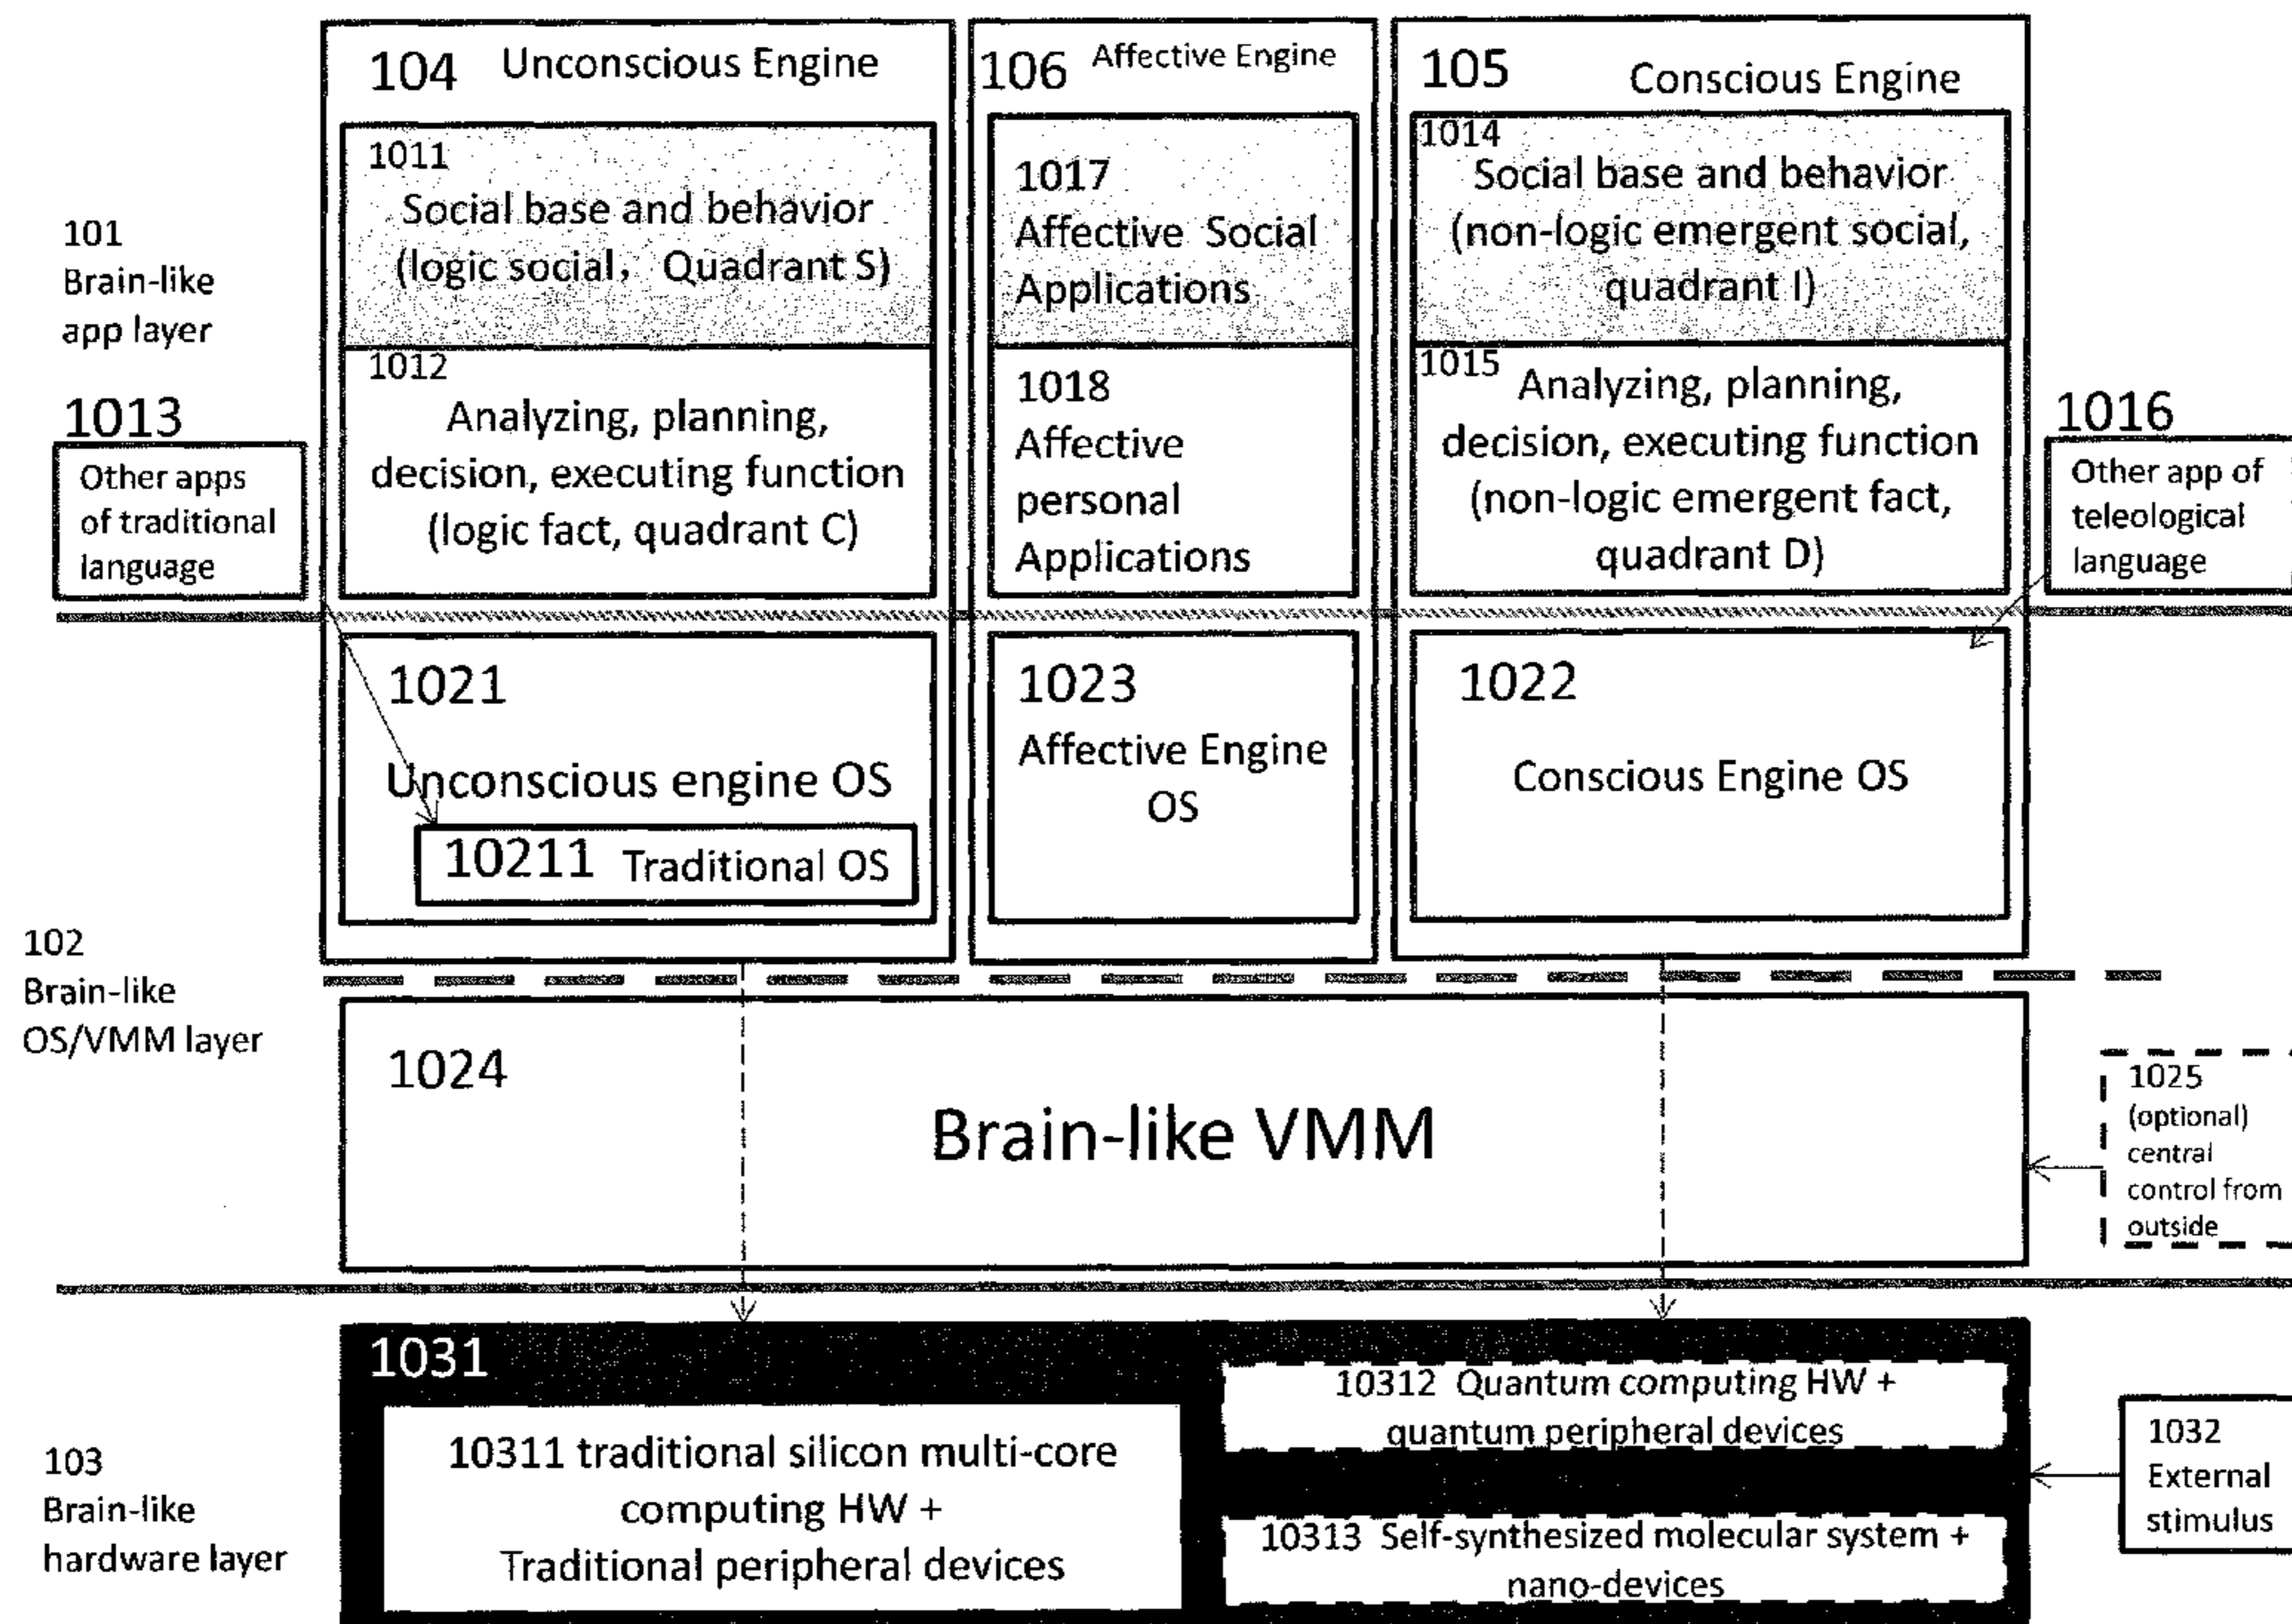 104 Unconscious Engine
1011
Social base and behavior
(logic social, Quadrant S)
1012
Analyzing, planning,
decision, executing function
(logic fact, quadrant C)
106 Affective Engine
1017
Affective Social
Applications
1018
Affective
personal
Applications
105 Conscious Engine
1014
Social base and behavior
(non-logic emergent social,
quadrant I)
1015 Analyzing, planning,
decision, executing function
(non-logic emergent fact,
quadrant D)
101
Brain-like
app layer
1013
Other apps
of traditional
language
1016
Other app of
teleological
language
1021
Unconscious engine OS
10211 Traditional OS
1023
Affective Engine
OS
1022
Conscious Engine OS
102
Brain-like
OS/VMM layer
1024
Brain-like VMM
1025
(optional)
central
control from
outside
1031
10311 traditional silicon multi-core
computing HW +
Traditional peripheral devices
10312 Quantum computing HW +
quantum peripheral devices
10313 Self-synthesized molecular system +
nano-devices
103
Brain-like
hardware layer
1032
External
stimulus